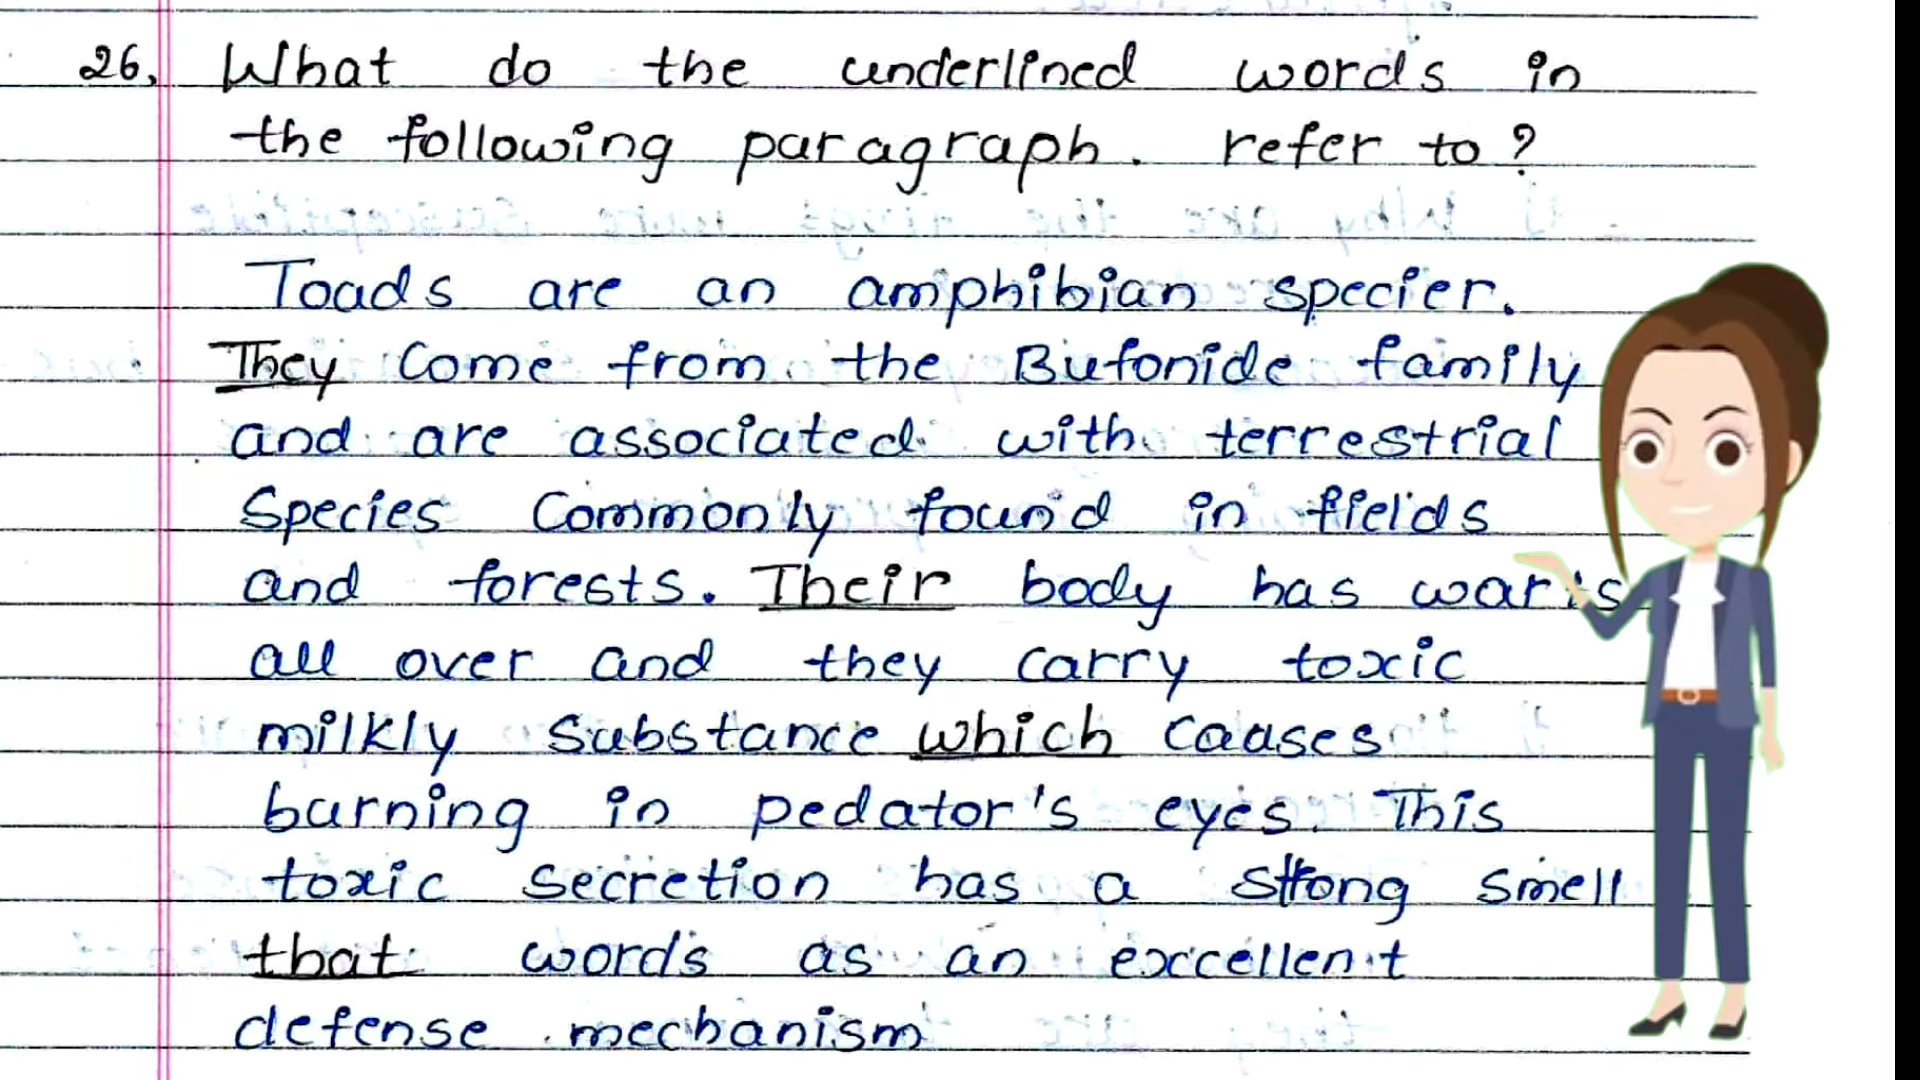 26. What do the underlined words in
the following paragraph. refer to?
Toads are an amphibian specier.
They come from the Bufonide family
and are associated with terrestrial
Species Commonly found in fields
and forests. Their body has warts
all over and they carry toxic
milkly substance which causes
burning in pedator's eyes. This
toxic secretion has a strong smell
that words as an excellent
defense mechanism